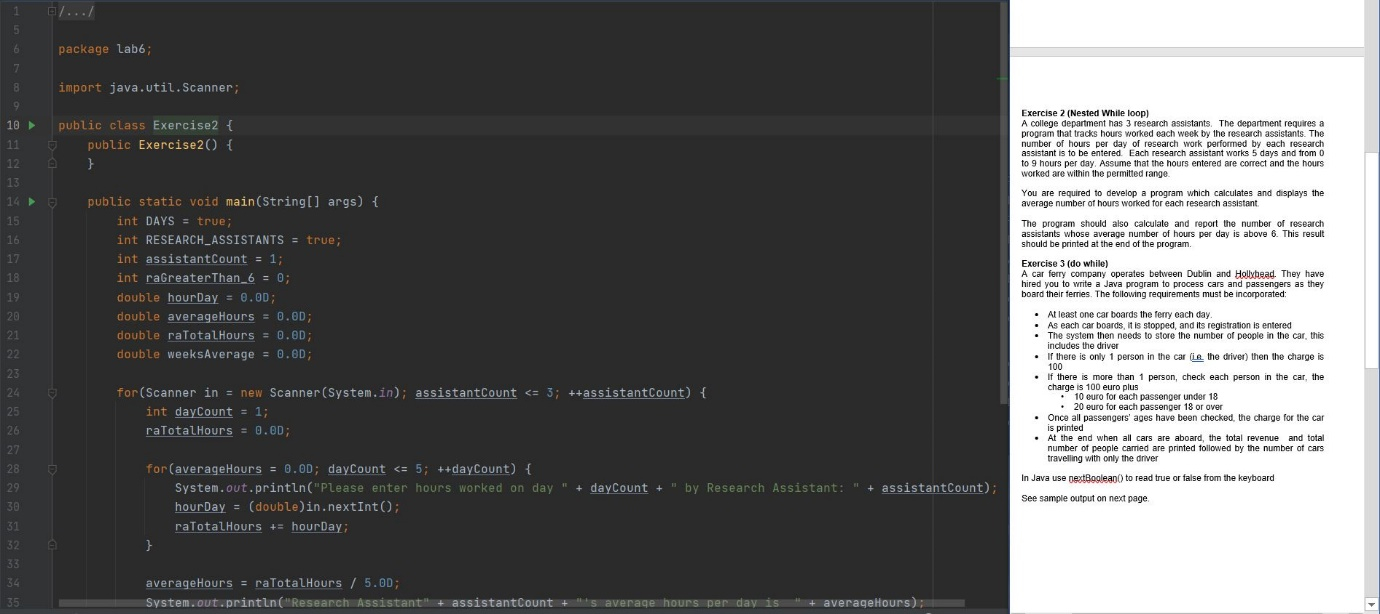 1 /.../
5
6 package lab6;
7
8 import java.util.Scanner;
9
10 public class Exercise2 {
11 public Exercise2() {
12 }
13
14 public static void main(String[] args) {
15 int DAYS = true;
16 int RESEARCH_ASSISTANTS = true;
17 int assistantCount = 1;
18 int raGreaterThan_6 = 0;
19 double hourDay = 0.0D;
20 double averageHours = 0.0D;
21 double raTotalHours = 0.0D;
22 double weeksAverage = 0.0D;
23
24 for(Scanner in = new Scanner(System.in); assistantCount <= 3; ++assistantCount) {
25 int dayCount = 1;
26 raTotalHours = 0.0D;
27
28 for(averageHours = 0.0D; dayCount <= 5; ++dayCount) {
29 System.out.println("Please enter hours worked on day " + dayCount + " by Research Assistant: " + assistantCount);
30 hourDay = (double)in.nextInt();
31 raTotalHours += hourDay;
32 }
33
34 averageHours = raTotalHours / 5.0D;
35 System.out.println("Research Assistant" + assistantCount + "'s average hours per day is  " + averageHours);
Exercise 2 (Nested While loop)
A college department has 3 research assistants. The department requires a
program that tracks hours worked each week by the research assistants. The
number of hours per day of research work performed by each research
assistant is to be entered. Each research assistant works 5 days and from 0
to 9 hours per day. Assume that the hours entered are correct and the hours
worked are within the permitted range.
You are required to develop a program which calculates and displays the
average number of hours worked for each research assistant.
The program should also calculate and report the number of research
assistants whose average number of hours per day is above 6. This result
should be printed at the end of the program.
Exercise 3 (do while)
A car ferry company operates between Dublin and Hollyhead. They have
hired you to write a Java program to process cars and passengers as they
board their ferries. The following requirements must be incorporated:
• At least one car boards the ferry each day.
• As each car boards, it is stopped, and its registration is entered
• The system then needs to store the number of people in the car, this
includes the driver
• If there is only 1 person in the car (i.e. the driver) then the charge is
100
• If there is more than 1 person, check each person in the car, the
charge is 100 euro plus
• 10 euro for each passenger under 18
• 20 euro for each passenger 18 or over
• Once all passengers' ages have been checked, the charge for the car
is printed
• At the end when all cars are aboard, the total revenue and total
number of people carried are printed followed by the number of cars
travelling with only the driver
In Java use nextBoolean() to read true or false from the keyboard
See sample output on next page.